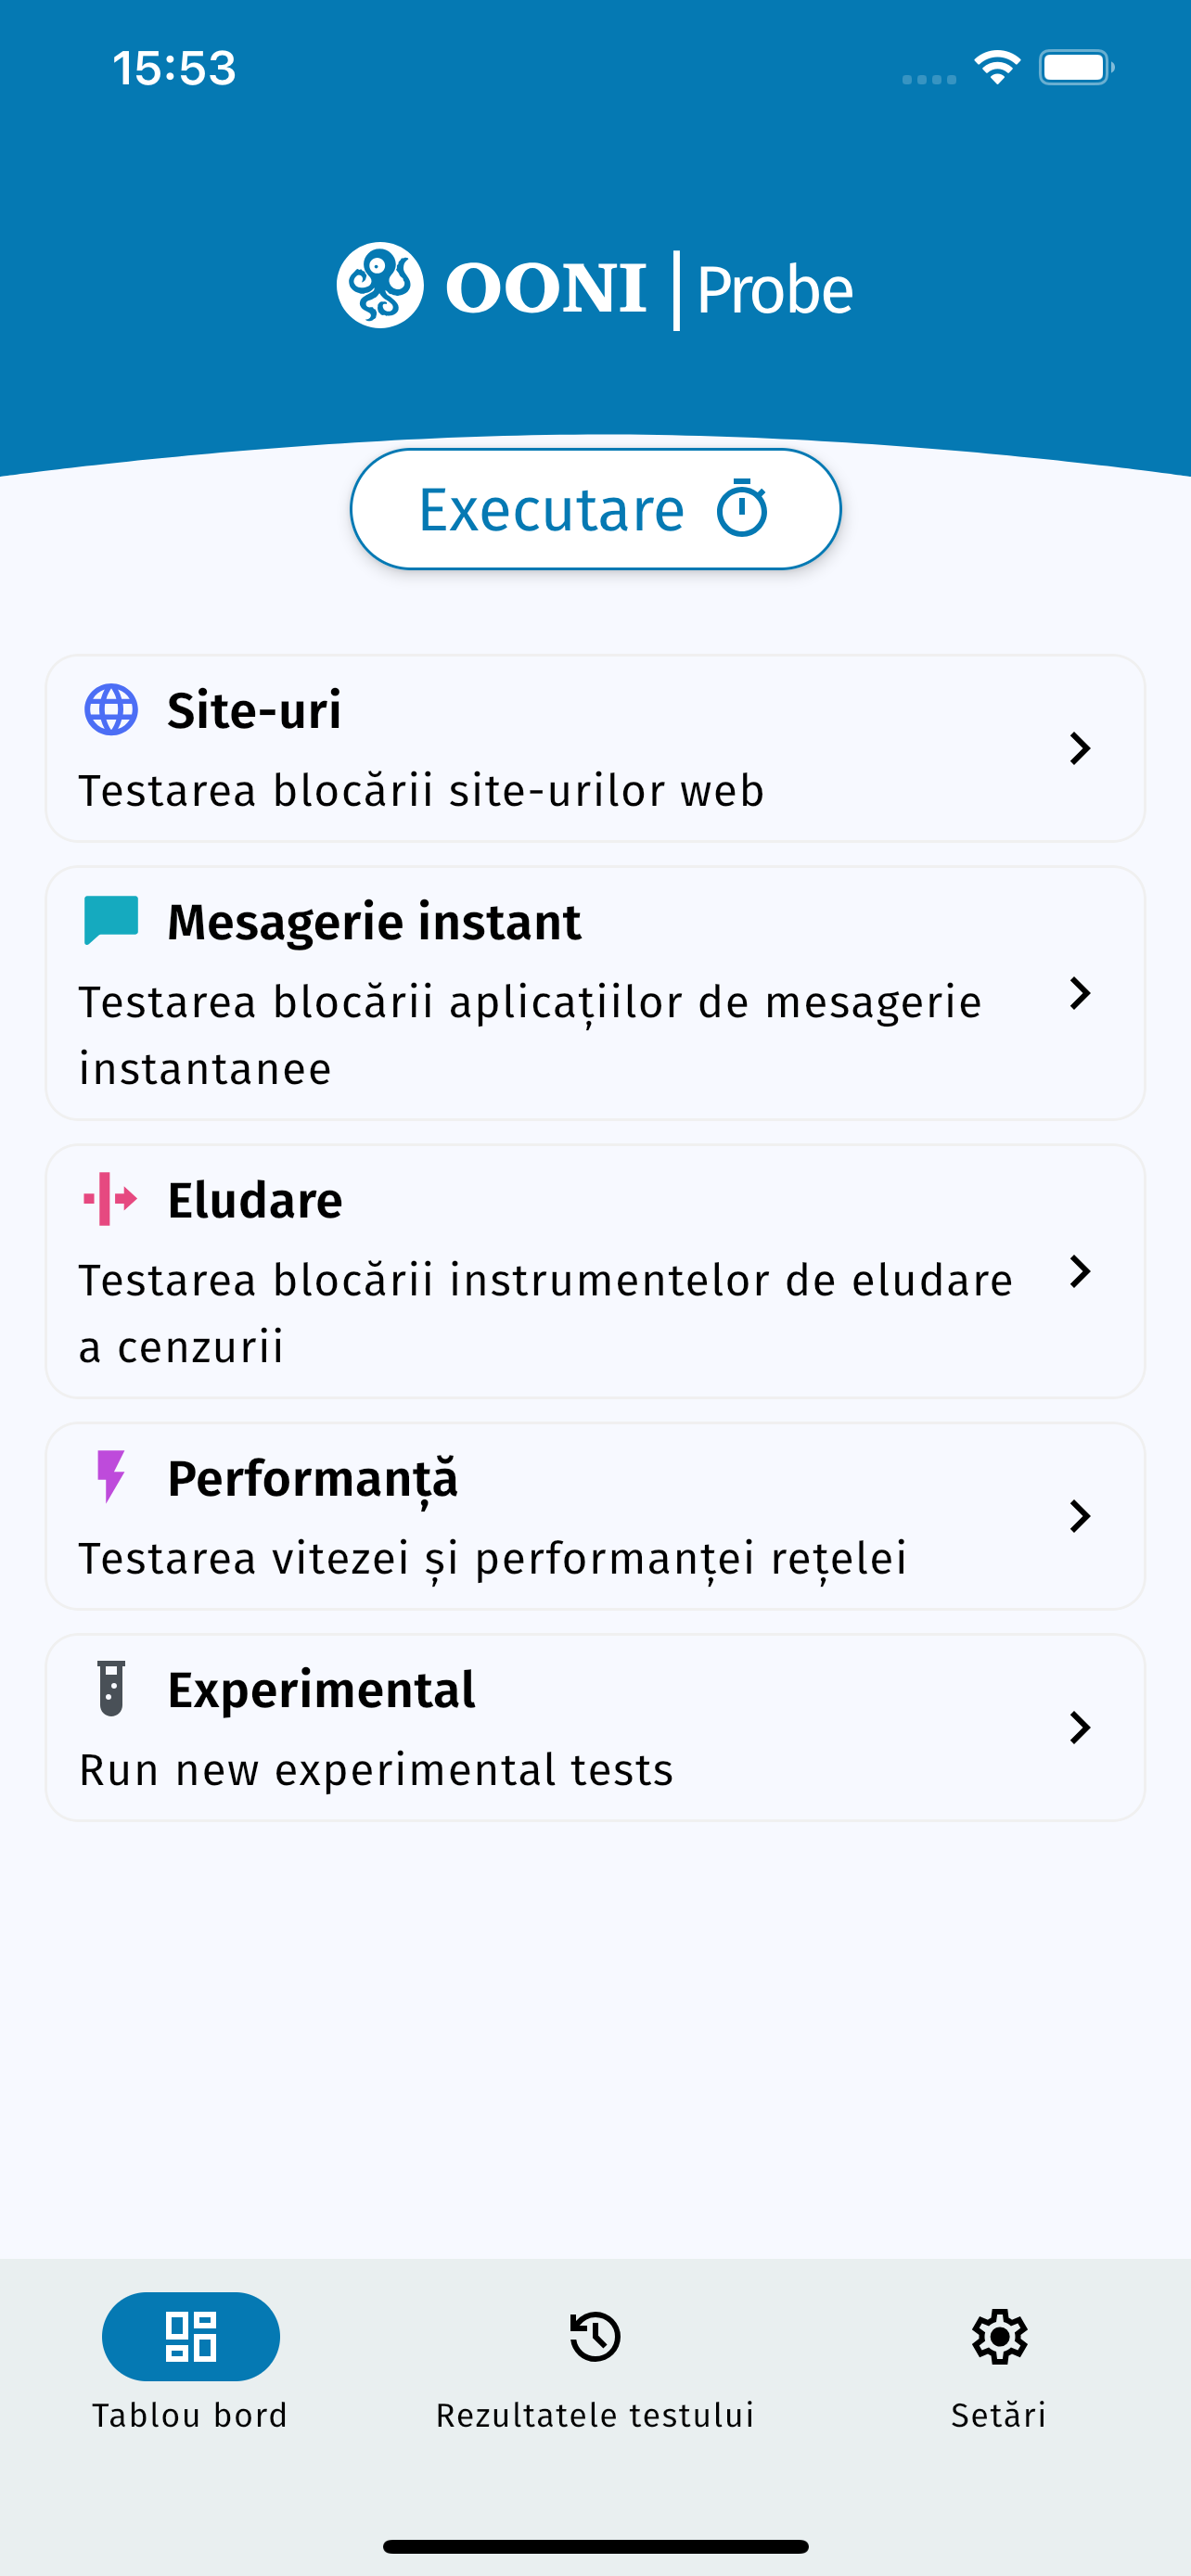 15:53
OONI | Probe
Executare
Site-uri
Testarea blocării site-urilor web
Mesagerie instant
Testarea blocării aplicațiilor de mesagerie
instantanee
Eludare
Testarea blocării instrumentelor de eludare
a cenzurii
Performanță
Testarea vitezei și performanței rețelei
Experimental
Run new experimental tests
Tablou bord
Rezultatele testului
Setări